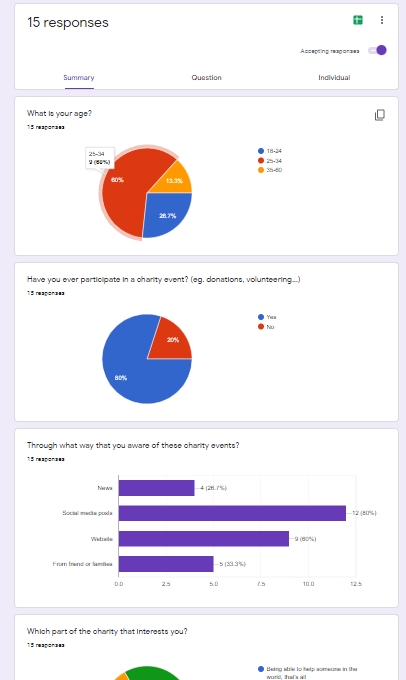 15 responses
Accepting responses
Summary
Question
Individual
What is your age?
15 responses
25-34
9 (60%)
60%
13.3%
26.7%
18-24
25-34
35-60
Have you ever participate in a charity event? (eg. donations, volunteering...)
15 responses
20%
80%
Yes
No
Through what way that you aware of these charity events?
15 responses
News
4 (26.7%)
Social media posts
12 (80%)
Website
9 (60%)
From friend or families
5 (33.3%)
0.0 2.5 5.0 7.5 10.0 12.5
Which part of the charity that interests you?
15 responses
Being able to help someone in the
world, that's all